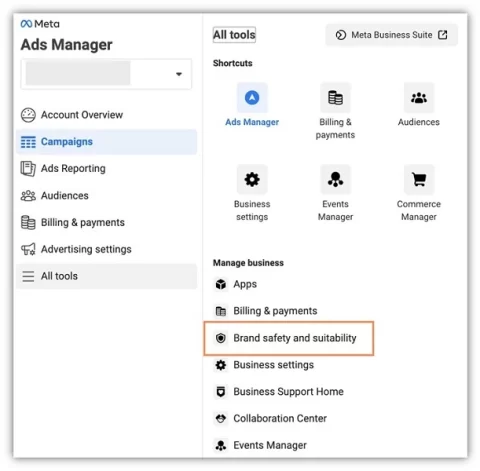 Meta
Ads Manager
Account Overview
Campaigns
Ads Reporting
Audiences
Billing & payments
Advertising settings
All tools
All tools
Meta Business Suite
Shortcuts
Ads Manager
Billing &
payments
Audiences
Business
settings
Events
Manager
Commerce
Manager
Manage business
Apps
Billing & payments
Brand safety and suitability
Business settings
Business Support Home
Collaboration Center
Events Manager